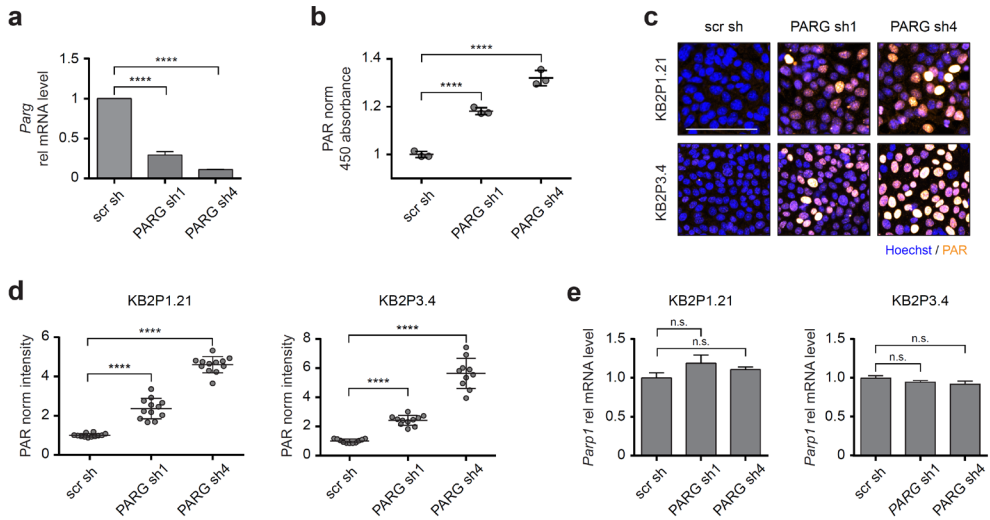 a
Parg
rel mRNA level
1.5
1
0.5
0
****
****
scr sh
PARG sh1
PARG sh4
b
PAR norm
450 absorbance
1.4
1.2
1
****
****
scr sh
PARG sh1
PARG sh4
c
scr sh PARG sh1 PARG sh4
KB2P1.21
KB2P3.4
Hoechst / PAR
d
KB2P1.21
PAR norm intensity
6
4
2
0
****
****
scr sh
PARG sh1
PARG sh4
KB2P3.4
PAR norm intensity
8
6
4
2
0
****
****
scr sh
PARG sh1
PARG sh4
e
KB2P1.21
Parp1 rel mRNA level
1.5
1.0
0.5
0
n.s.
n.s.
scr sh
PARG sh1
PARG sh4
KB2P3.4
Parp1 rel mRNA level
1.5
1.0
0.5
0
n.s.
n.s.
scr sh
PARG sh1
PARG sh4